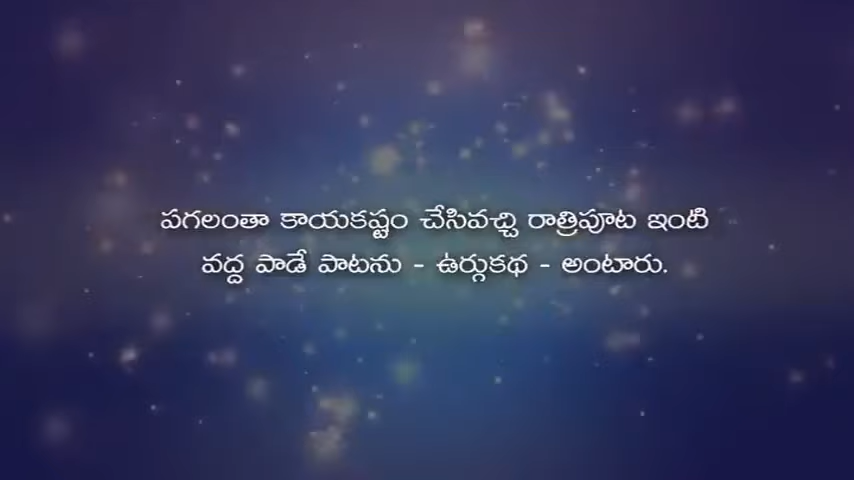 పగలంతా కాయకష్టం చేసివచ్చి రాత్రిపూట ఇంటి
వద్ద పాడే పాటను - ఉర్గుకథ - అంటారు.